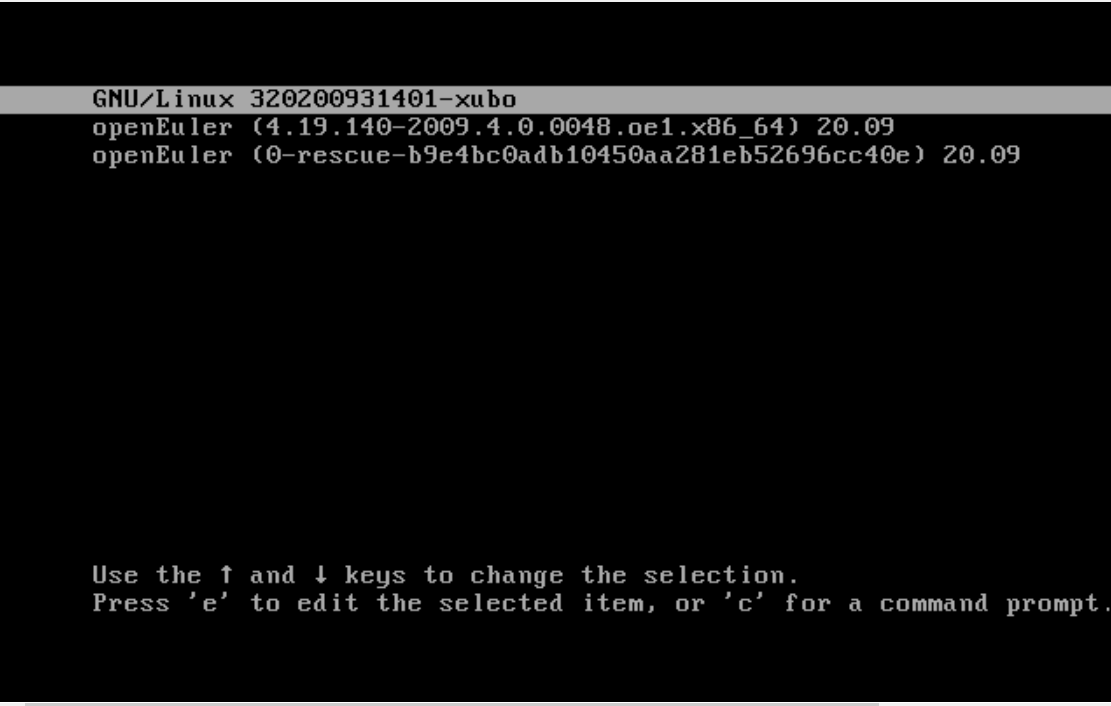 GNU/Linux 320200931401-xubo
openEuler (4.19.140-2009.4.0.0048.oe1.x86_64) 20.09
openEuler (0-rescue-b9e4bc0adb10450aa281eb52696cc40e) 20.09
Use the ↑ and ↓ keys to change the selection.
Press 'e' to edit the selected item, or 'c' for a command prompt.